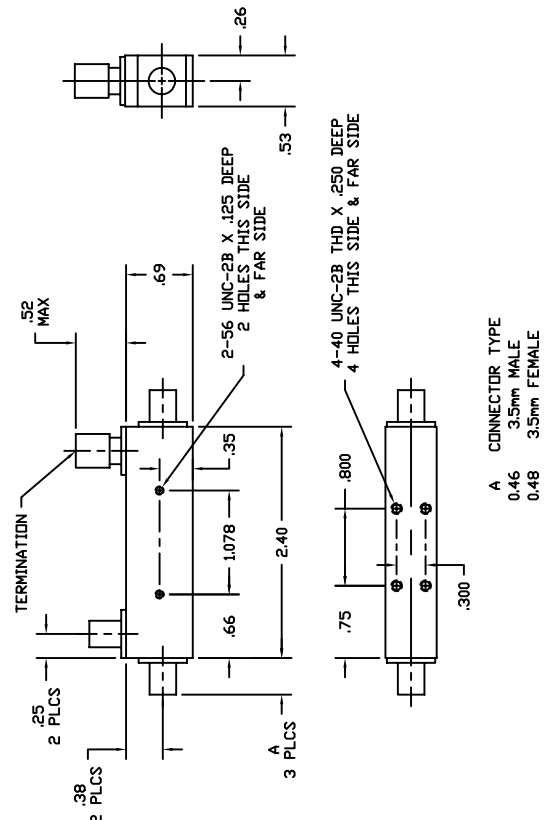 .26
.53
.52
MAX
TERMINATION
.69
2-56 UNC-2B X .125 DEEP
2 HOLES THIS SIDE
& FAR SIDE
.35
1.078
2.40
.66
.25
2 PLCS
.38
2 PLCS
A
3 PLCS
4-40 UNC-2B THD X .250 DEEP
4 HOLES THIS SIDE & FAR SIDE
.800
.75
.300
A CONNECTOR TYPE
0.46 3.5mm MALE
0.48 3.5mm FEMALE